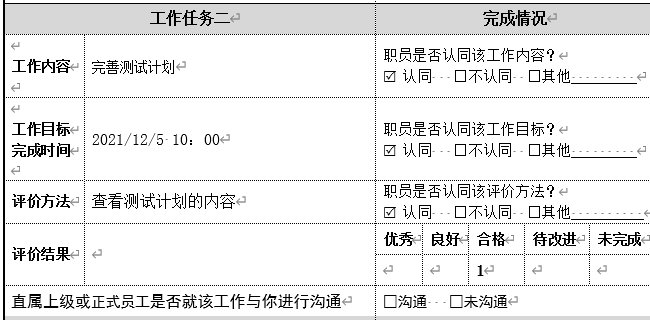 工作任务二 完成情况
工作内容 完善测试计划 职员是否认同该工作内容？
☑ 认同 ☐不认同 ☐其他_________
工作目标
完成时间 2021/12/5 10：00 职员是否认同该工作目标？
☑ 认同 ☐不认同 ☐其他_________
评价方法 查看测试计划的内容 职员是否认同该评价方法？
☑ 认同 ☐不认同 ☐其他__________
评价结果 优秀 良好 合格 待改进 未完成
1
直属上级或正式员工是否就该工作与你进行沟通 ☐沟通 ☐未沟通